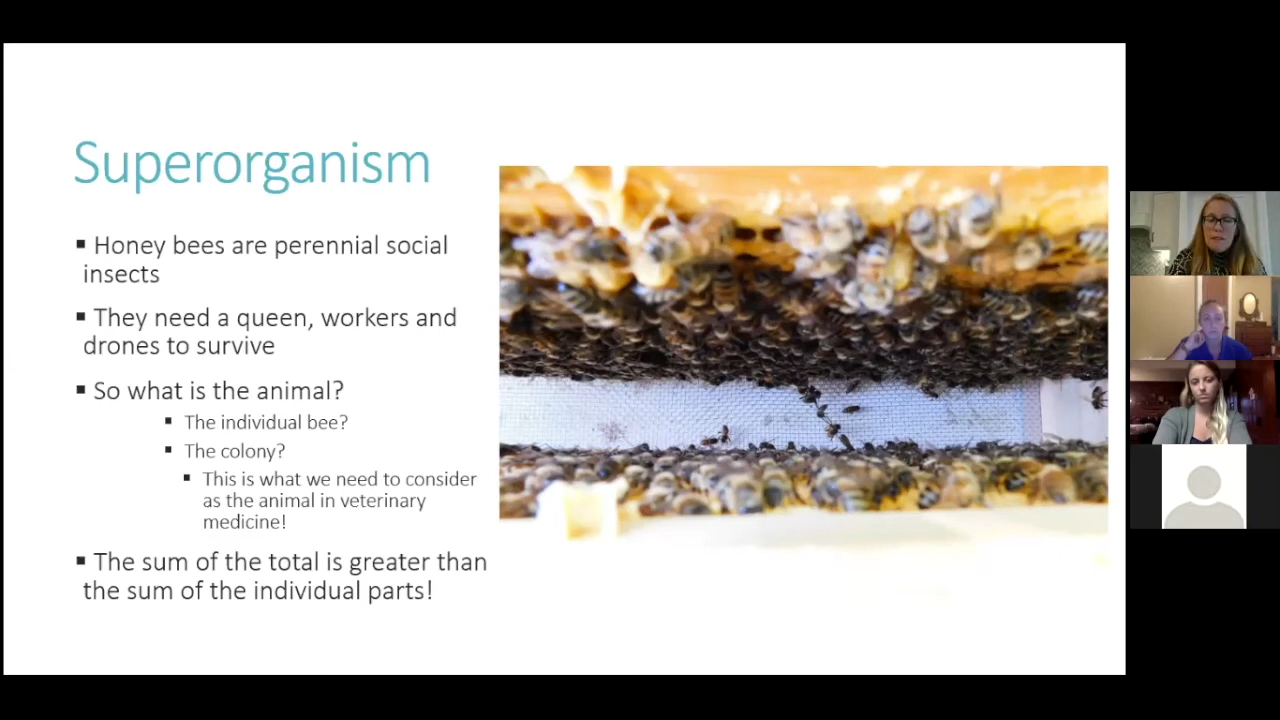 Superorganism
▪ Honey bees are perennial social
insects
▪ They need a queen, workers and
drones to survive
▪ So what is the animal?
▪ The individual bee?
▪ The colony?
▪ This is what we need to consider
as the animal in veterinary
medicine!
▪ The sum of the total is greater than
the sum of the individual parts!